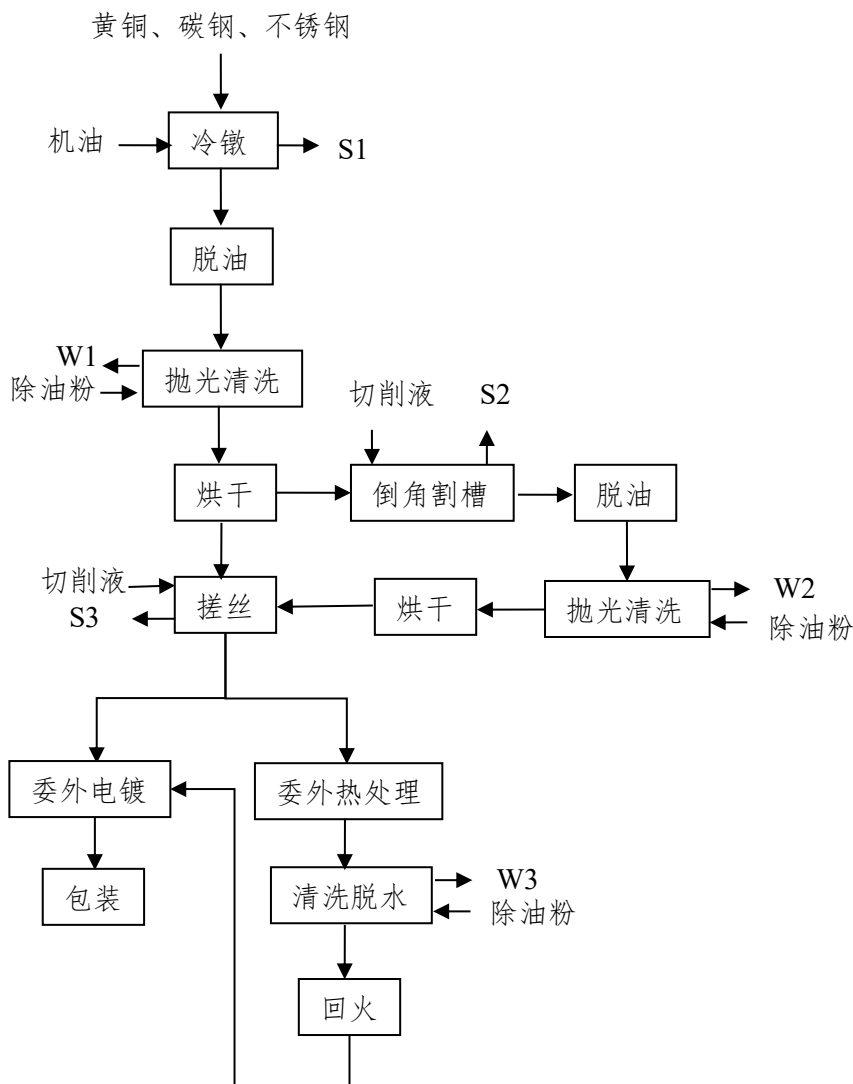 黄铜、碳钢、不锈钢
机油
冷镦
S1
脱油
W1
除油粉
抛光清洗
切削液
S2
烘干
倒角割槽
脱油
切削液
S3
搓丝
烘干
抛光清洗
W2
除油粉
委外电镀
委外热处理
包装
清洗脱水
W3
除油粉
回火